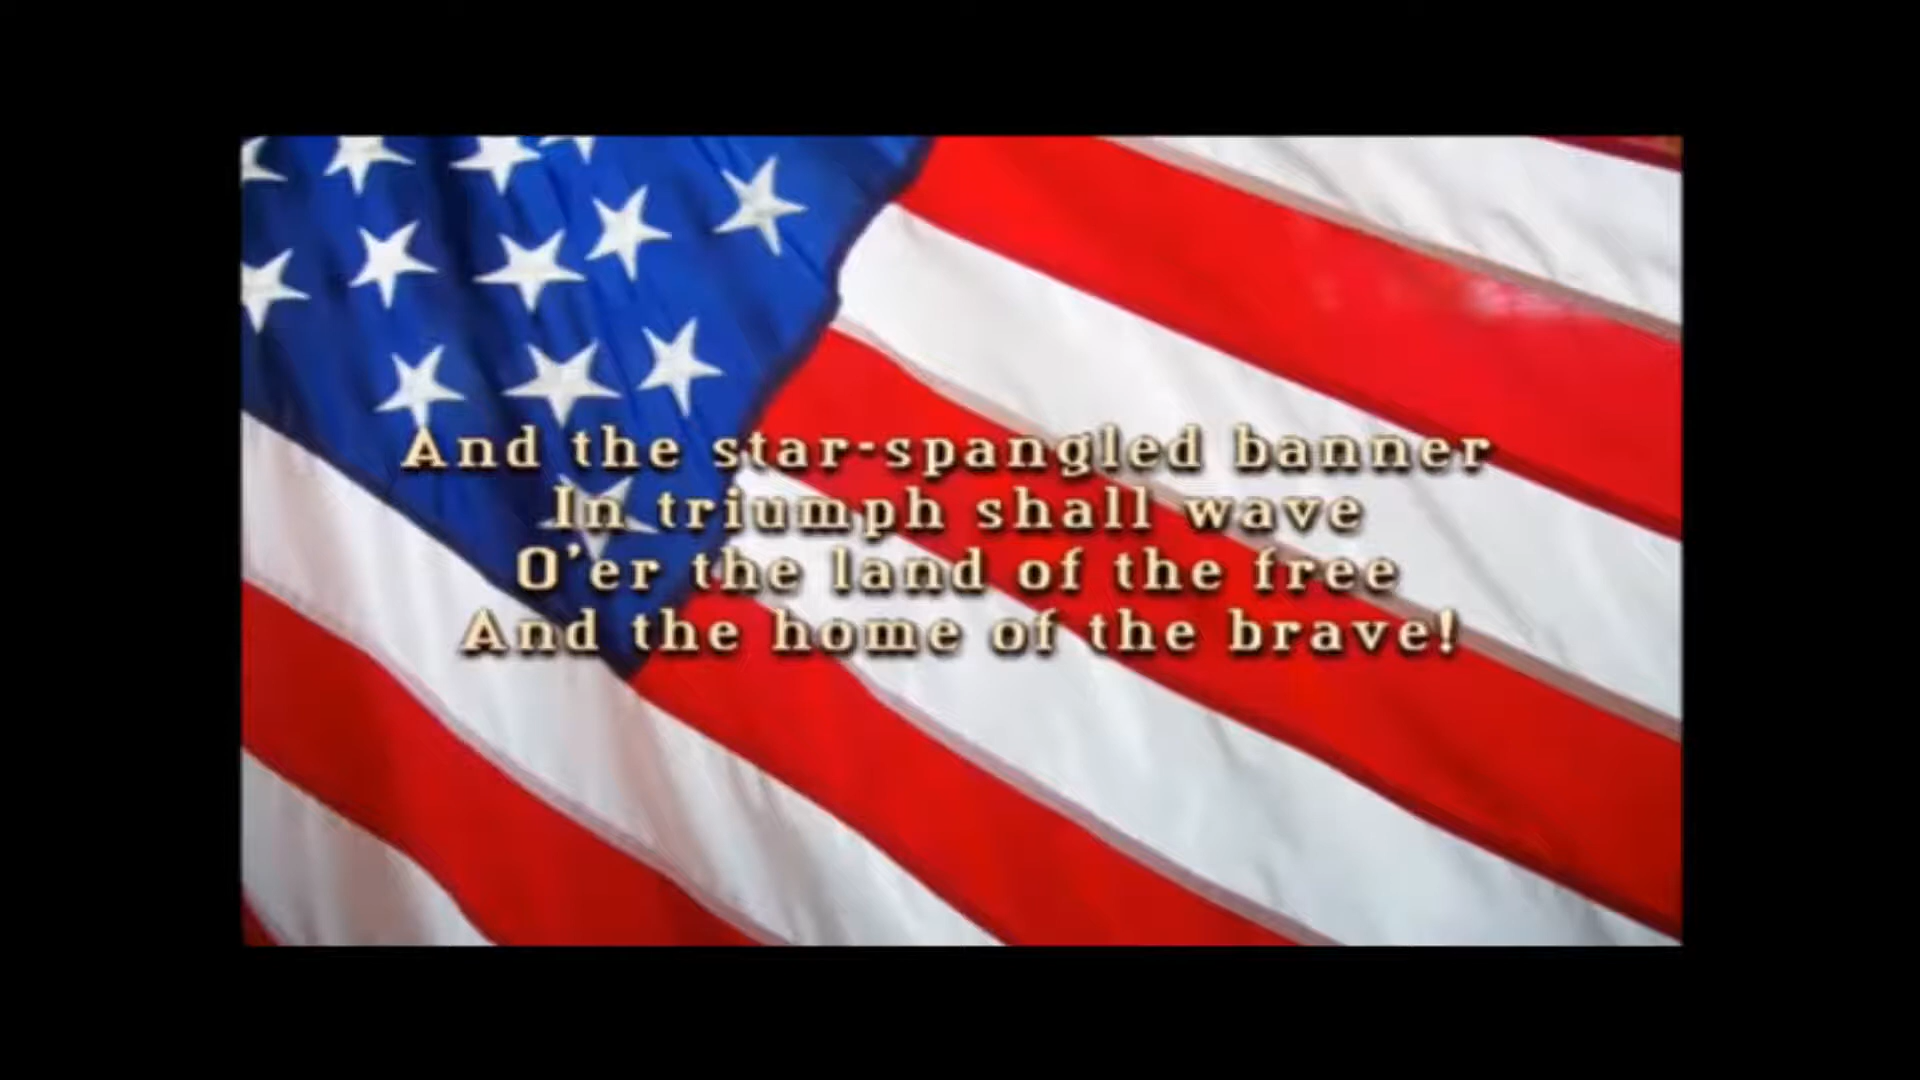 And the star-spangled banner
In triumph shall wave
O'er the land of the free
And the home of the brave!